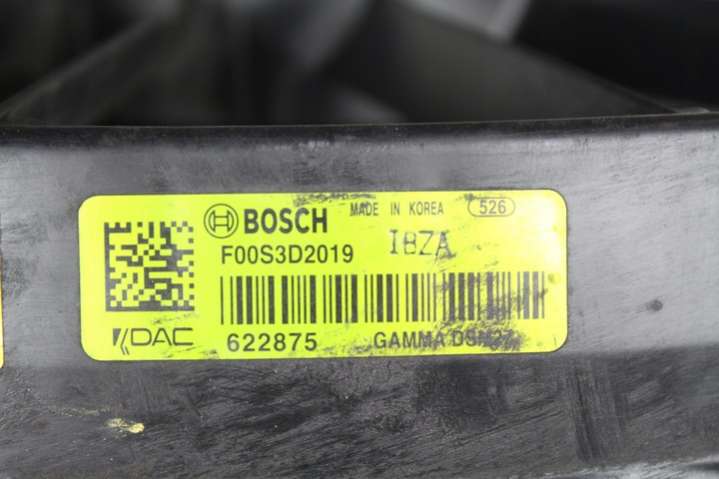 BOSCH MADE IN KOREA 526
F00S3D2019 IBZA
DAC 622875 GAMMA